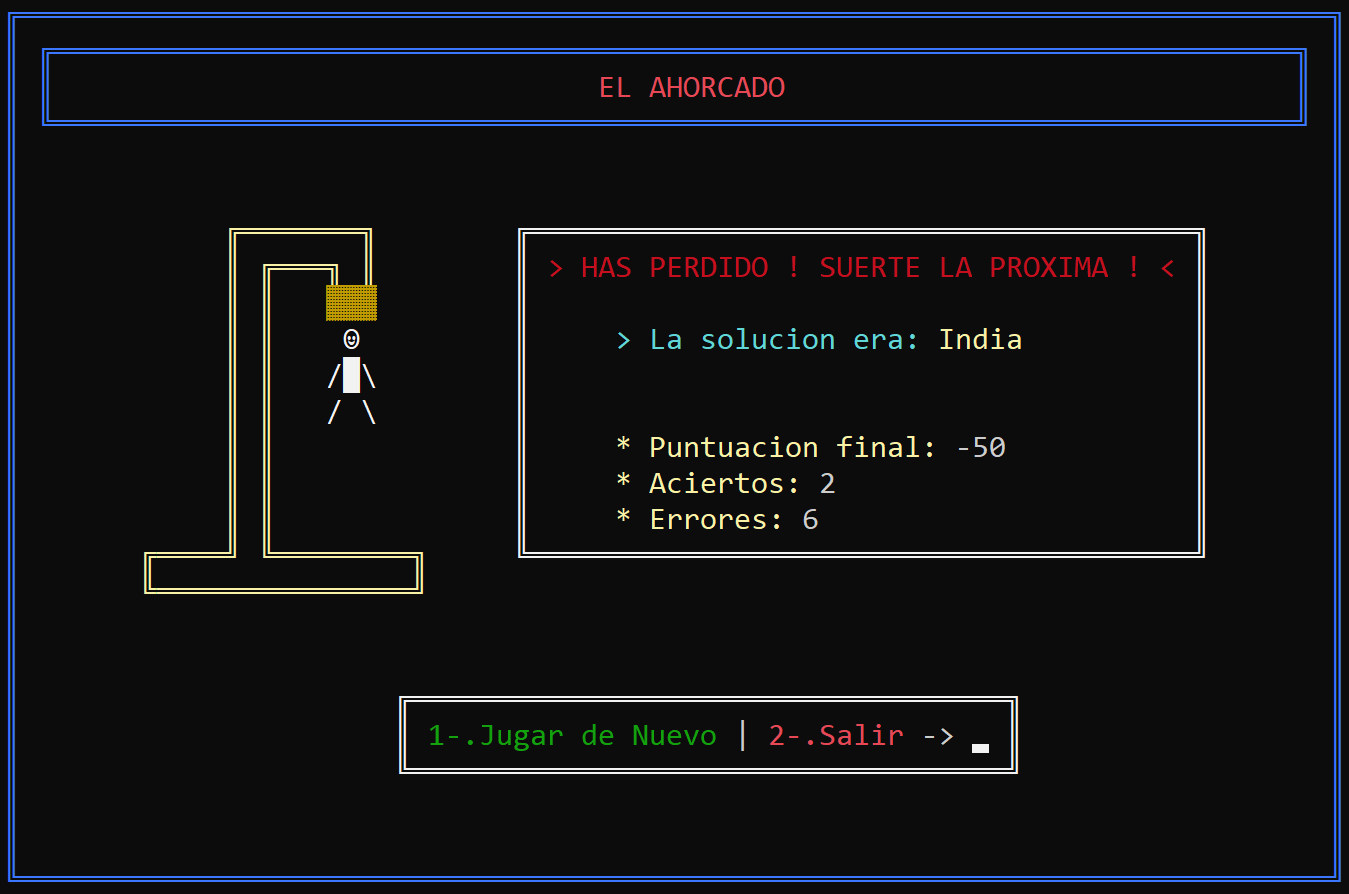 EL AHORCADO
> HAS PERDIDO ! SUERTE LA PROXIMA ! <
> La solucion era: India
* Puntuacion final: -50
* Aciertos: 2
* Errores: 6
1-.Jugar de Nuevo | 2-.Salir -> _